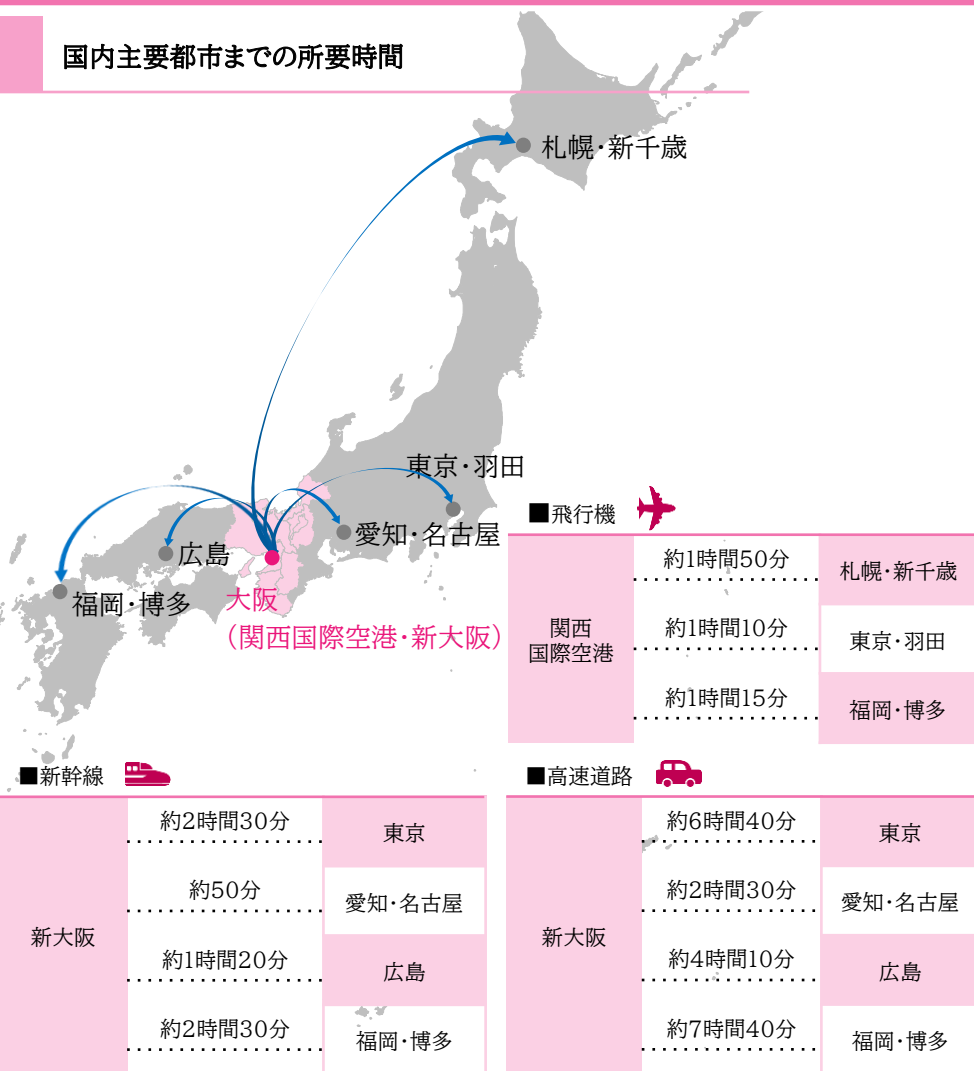 国内主要都市までの所要時間
札幌・新千歳
東京・羽田
愛知・名古屋
広島
福岡・博多
大阪
（関西国際空港・新大阪）
■飛行機
関西
国際空港
約1時間50分
札幌・新千歳
約1時間10分
東京・羽田
約1時間15分
福岡・博多
■新幹線
新大阪
約2時間30分
東京
約50分
愛知・名古屋
約1時間20分
広島
約2時間30分
福岡・博多
■高速道路
新大阪
約6時間40分
東京
約2時間30分
愛知・名古屋
約4時間10分
広島
約7時間40分
福岡・博多